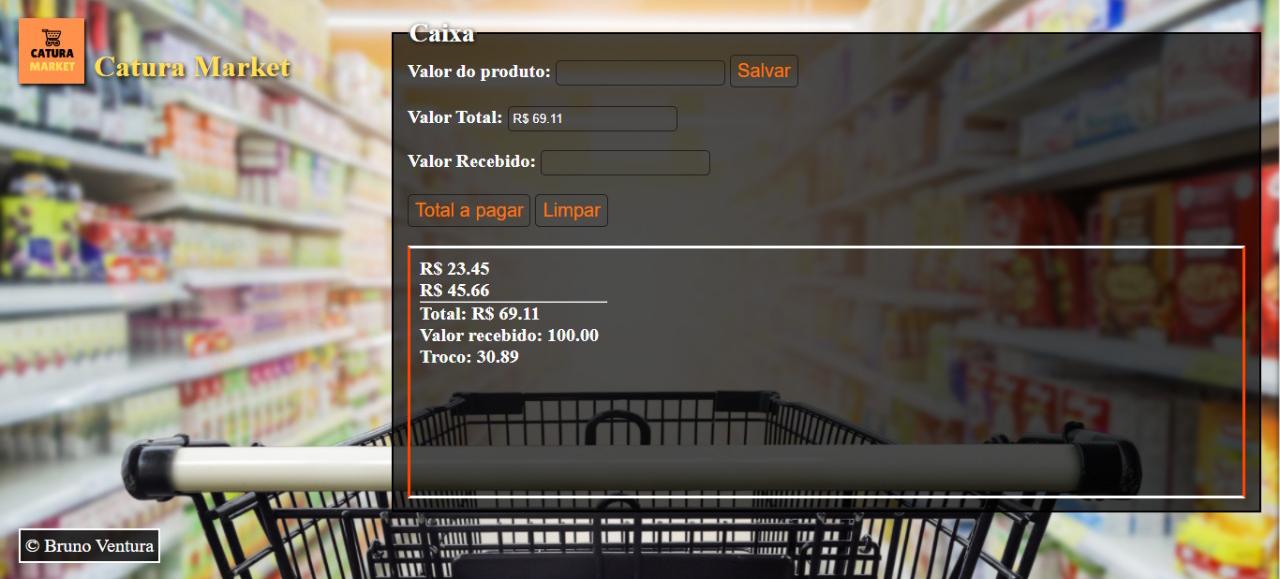 CATURA
MARKET
Catura Market
Caixa
Valor do produto: Salvar
Valor Total: R$ 69.11
Valor Recebido:
Total a pagar Limpar
R$ 23.45
R$ 45.66
Total: R$ 69.11
Valor recebido: 100.00
Troco: 30.89
© Bruno Ventura